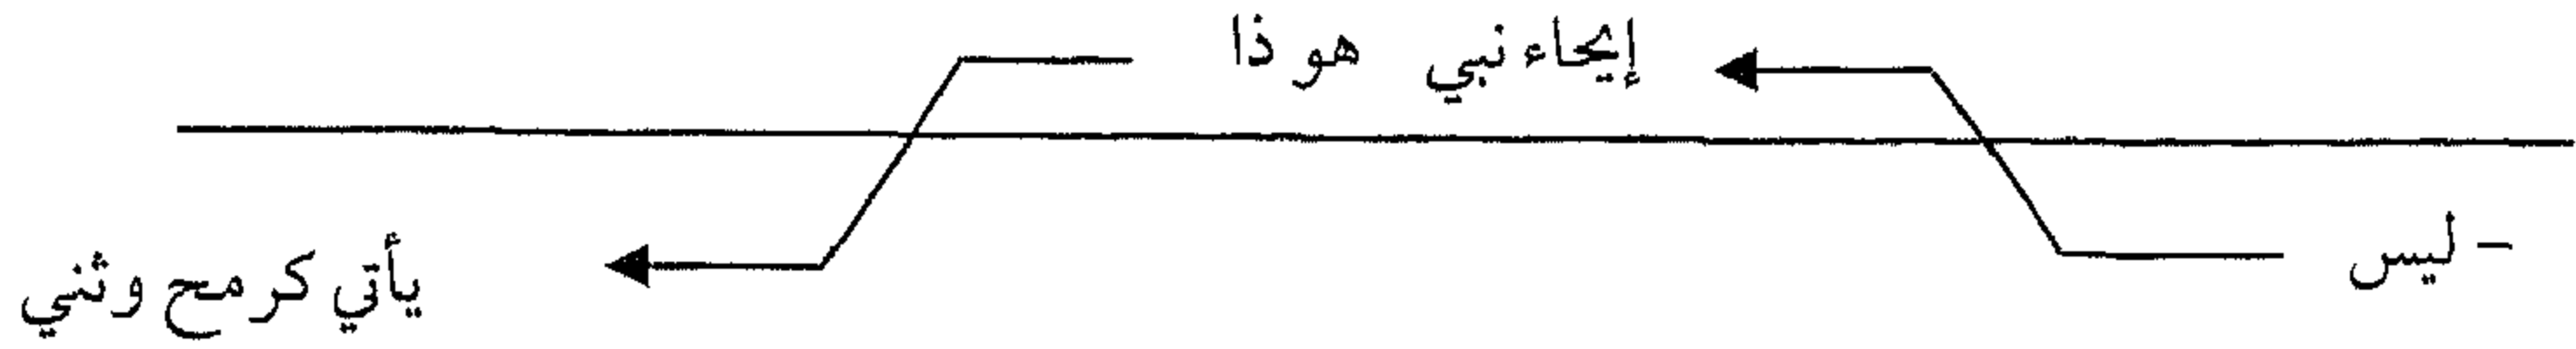 إيحاء نبي هو ذا
- ليس
يأتي كرمح وثني